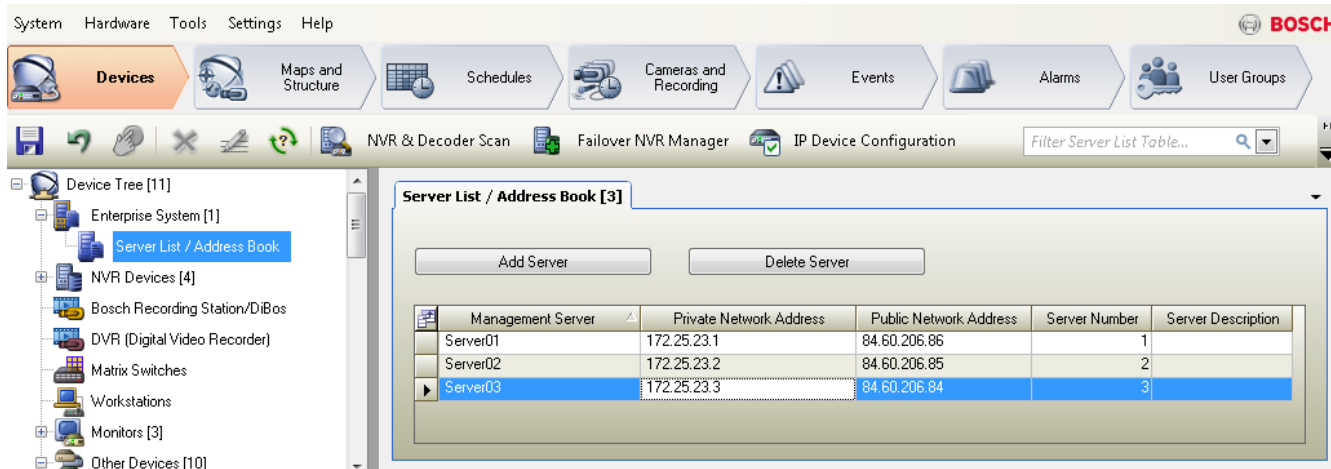 System Hardware Tools Settings Help
BOSCH
Devices
Maps and
Structure
Schedules
Cameras and
Recording
Events
Alarms
User Groups
NVR & Decoder Scan Failover NVR Manager IP Device Configuration Filter Server List Table...
Device Tree [11]
Enterprise System [1]
Server List / Address Book
NVR Devices [4]
Bosch Recording Station/DiBos
DVR (Digital Video Recorder)
Matrix Switches
Workstations
Monitors [3]
Other Devices [10]
Server List / Address Book [3]
Add Server Delete Server
Management Server Private Network Address Public Network Address Server Number Server Description
Server01 172.25.23.1 84.60.206.86 1
Server02 172.25.23.2 84.60.206.85 2
Server03 172.25.23.3 84.60.206.84 3